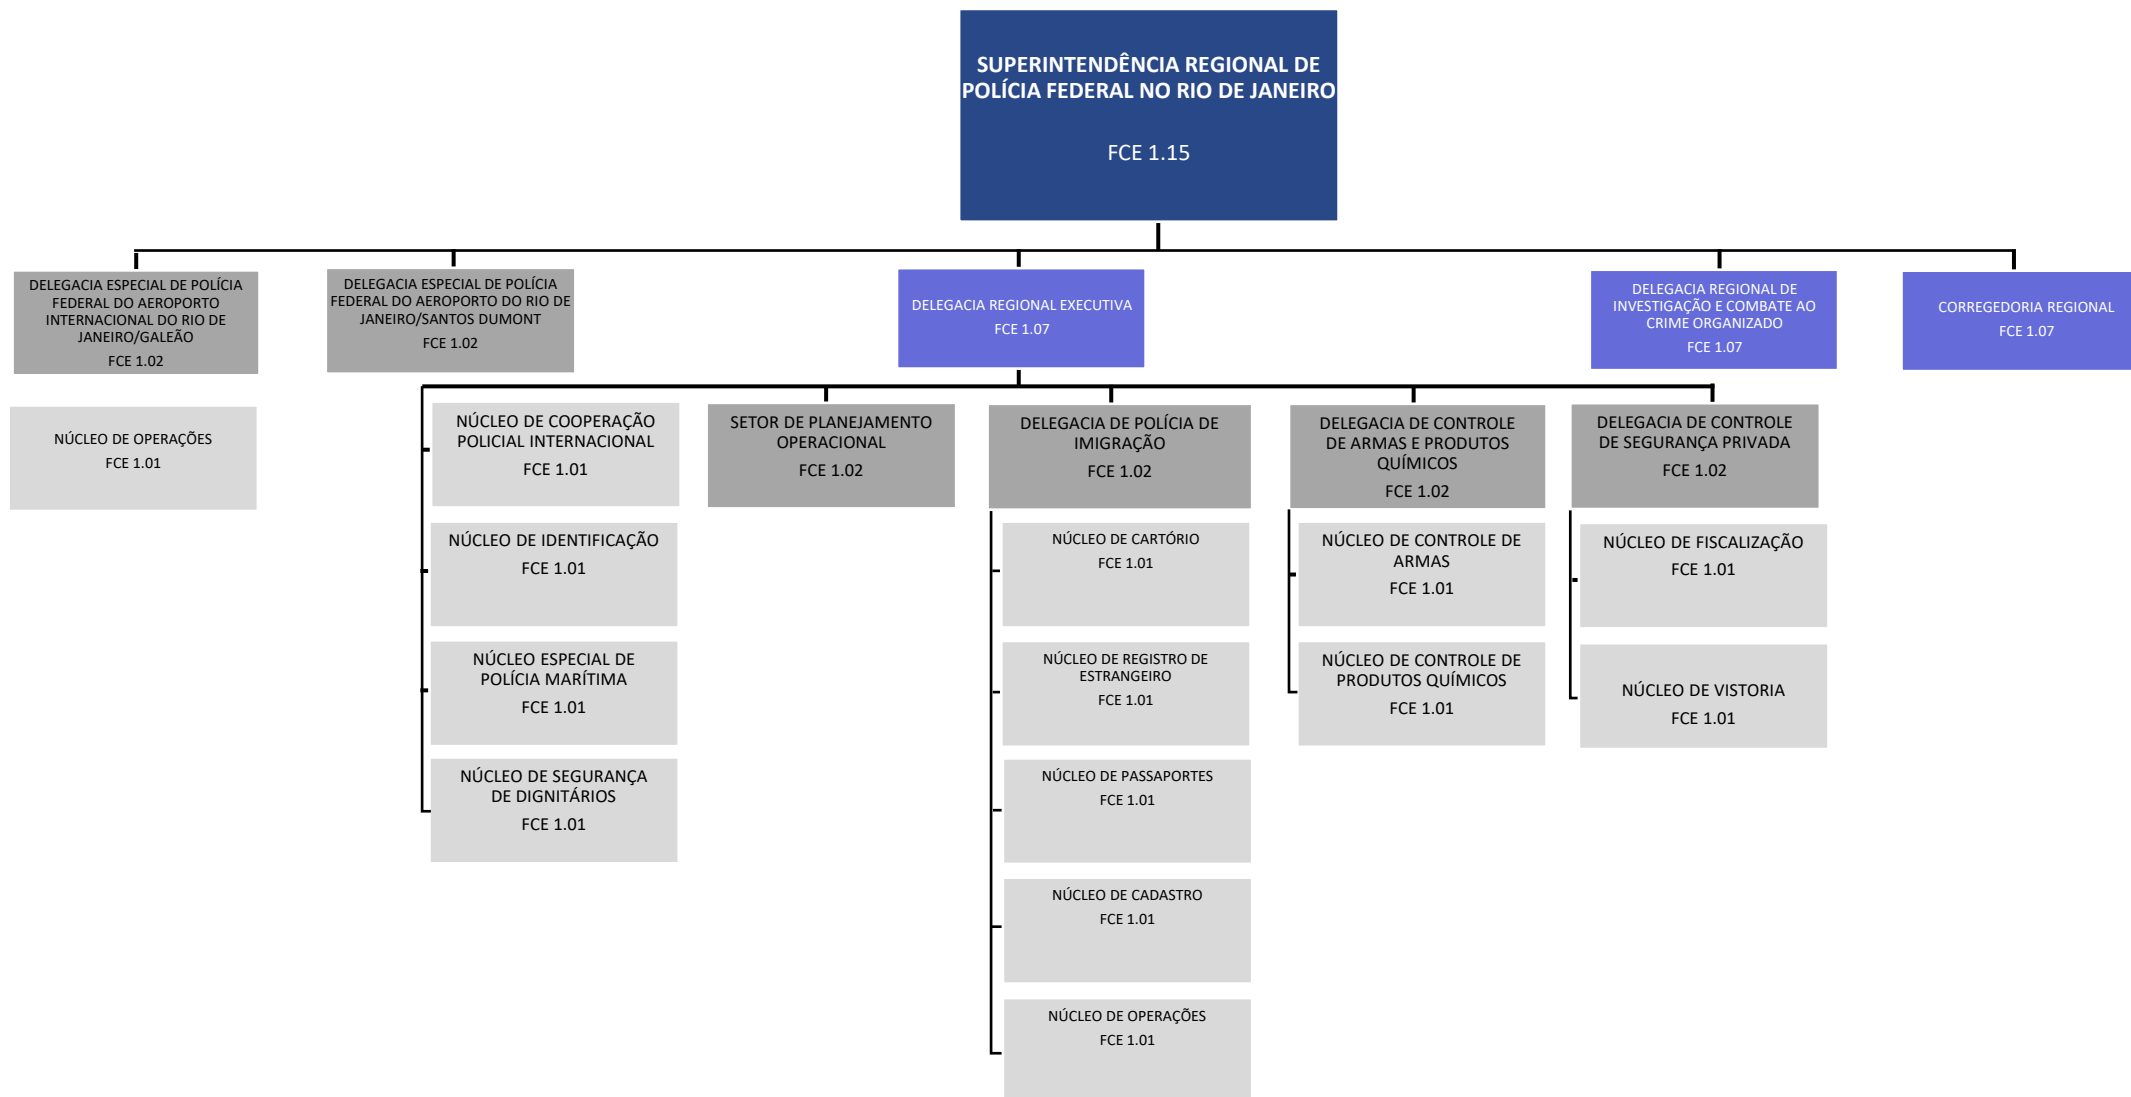 SUPERINTENDÊNCIA REGIONAL DE
POLÍCIA FEDERAL NO RIO DE JANEIRO
FCE 1.15
DELEGACIA ESPECIAL DE POLÍCIA
FEDERAL DO AEROPORTO
INTERNACIONAL DO RIO DE
JANEIRO/GALEÃO
FCE 1.02
DELEGACIA ESPECIAL DE POLÍCIA
FEDERAL DO AEROPORTO DO RIO DE
JANEIRO/SANTOS DUMONT
FCE 1.02
DELEGACIA REGIONAL EXECUTIVA
FCE 1.07
DELEGACIA REGIONAL DE
INVESTIGAÇÃO E COMBATE AO
CRIME ORGANIZADO
FCE 1.07
CORREGEDORIA REGIONAL
FCE 1.07
NÚCLEO DE OPERAÇÕES
FCE 1.01
NÚCLEO DE COOPERAÇÃO
POLICIAL INTERNACIONAL
FCE 1.01
NÚCLEO DE IDENTIFICAÇÃO
FCE 1.01
NÚCLEO ESPECIAL DE
POLÍCIA MARÍTIMA
FCE 1.01
NÚCLEO DE SEGURANÇA
DE DIGNITÁRIOS
FCE 1.01
SETOR DE PLANEJAMENTO
OPERACIONAL
FCE 1.02
DELEGACIA DE POLÍCIA DE
IMIGRAÇÃO
FCE 1.02
NÚCLEO DE CARTÓRIO
FCE 1.01
NÚCLEO DE REGISTRO DE
ESTRANGEIRO
FCE 1.01
NÚCLEO DE PASSAPORTES
FCE 1.01
NÚCLEO DE CADASTRO
FCE 1.01
NÚCLEO DE OPERAÇÕES
FCE 1.01
DELEGACIA DE CONTROLE
DE ARMAS E PRODUTOS
QUÍMICOS
FCE 1.02
NÚCLEO DE CONTROLE DE
ARMAS
FCE 1.01
NÚCLEO DE CONTROLE DE
PRODUTOS QUÍMICOS
FCE 1.01
DELEGACIA DE CONTROLE
DE SEGURANÇA PRIVADA
FCE 1.02
NÚCLEO DE FISCALIZAÇÃO
FCE 1.01
NÚCLEO DE VISTORIA
FCE 1.01